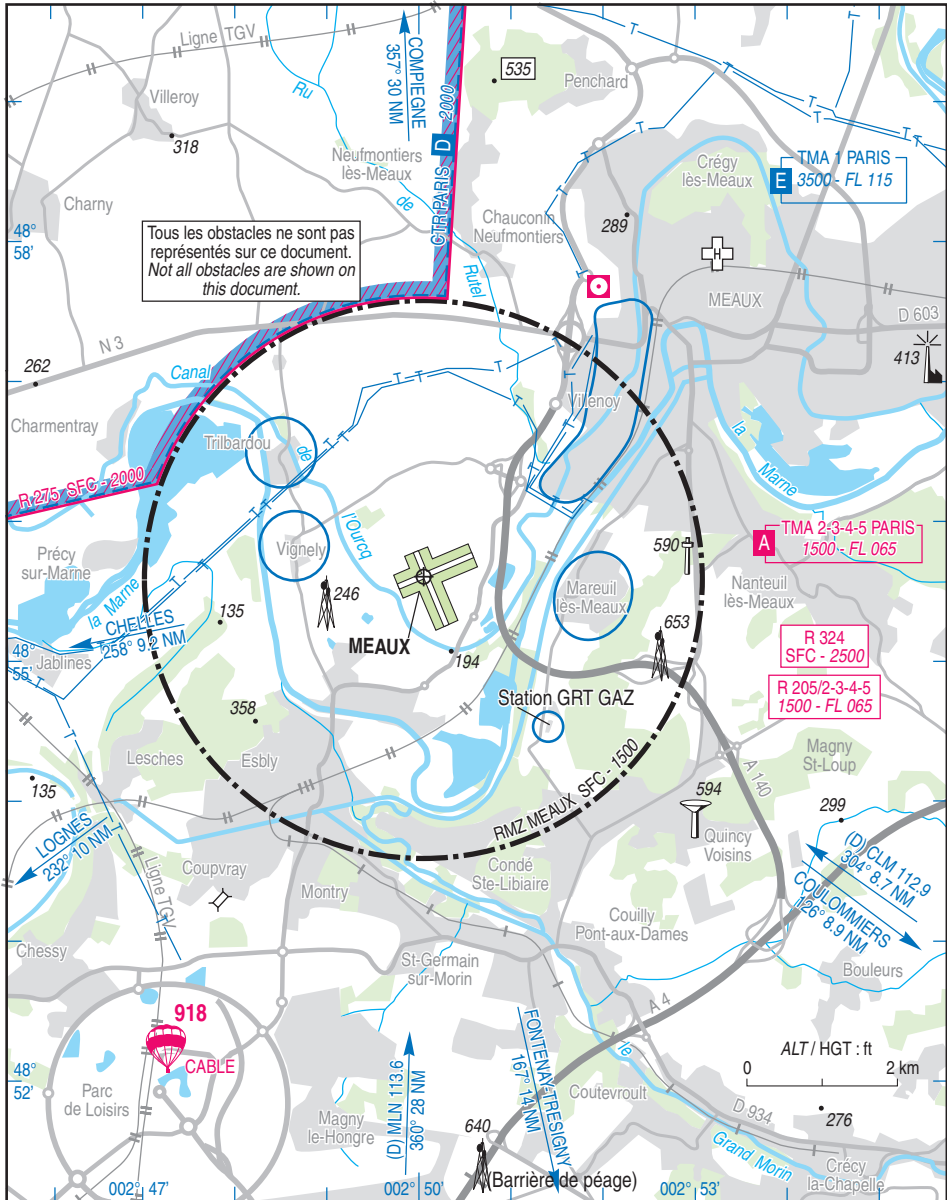 Ligne TGV
COMPIEGNE
357° 30 NM
535
Penchard
Villeroy
Ru
318
CTR PARIS D 2000
Neufmontiers
lès-Meaux
de
Crégy
lès-Meaux
E
TMA 1 PARIS
3500 - FL 115
Charny
48°
58'
Tous les obstacles ne sont pas
représentés sur ce document.
Not all obstacles are shown on
this document.
Chauconin
Neufmontiers
289
Rutel
H
MEAUX
D 603
N 3
262
Canal
413
Charmentray
Trilbardou
de
Villenoy
la
Marne
R 275 SFC - 2000
l'Ourcq
Vignely
A
TMA 2-3-4-5 PARIS
1500 - FL 065
Précy
sur-Marne
590
la Marne
246
Mareuil
lès-Meaux
Nanteuil
lès-Meaux
135
CHELLES
258° 9.2 NM
MEAUX
653
R 324
SFC - 2500
48°
55'
Jablines
194
R 205/2-3-4-5
1500 - FL 065
Station GRT GAZ
358
Lesches
Esbly
Magny
St-Loup
RMZ MEAUX SFC - 1500
A 140
135
594
299
LOGNES
232° 10 NM
Quincy
Voisins
(D) CLM 112.9
304° 8.7 NM
COULOMMIERS
126° 8.9 NM
Ligne TGV
Coupvray
Condé
Ste-Libiaire
Montry
Couilly
Pont-aux-Dames
Chessy
St-Germain
sur-Morin
Bouleurs
A 4
918
CABLE
(D) MLN 113.6
360° 28 NM
FONTENAY-TRESIGNY
167° 14 NM
le
ALT / HGT : ft
0 2 km
48°
52'
Parc
de Loisirs
Coutevroult
Magny
le-Hongre
D 934
276
640
Grand Morin
(Barrière de péage)
Crécy
la-Chapelle
002° 47'
002° 50'
002° 53'